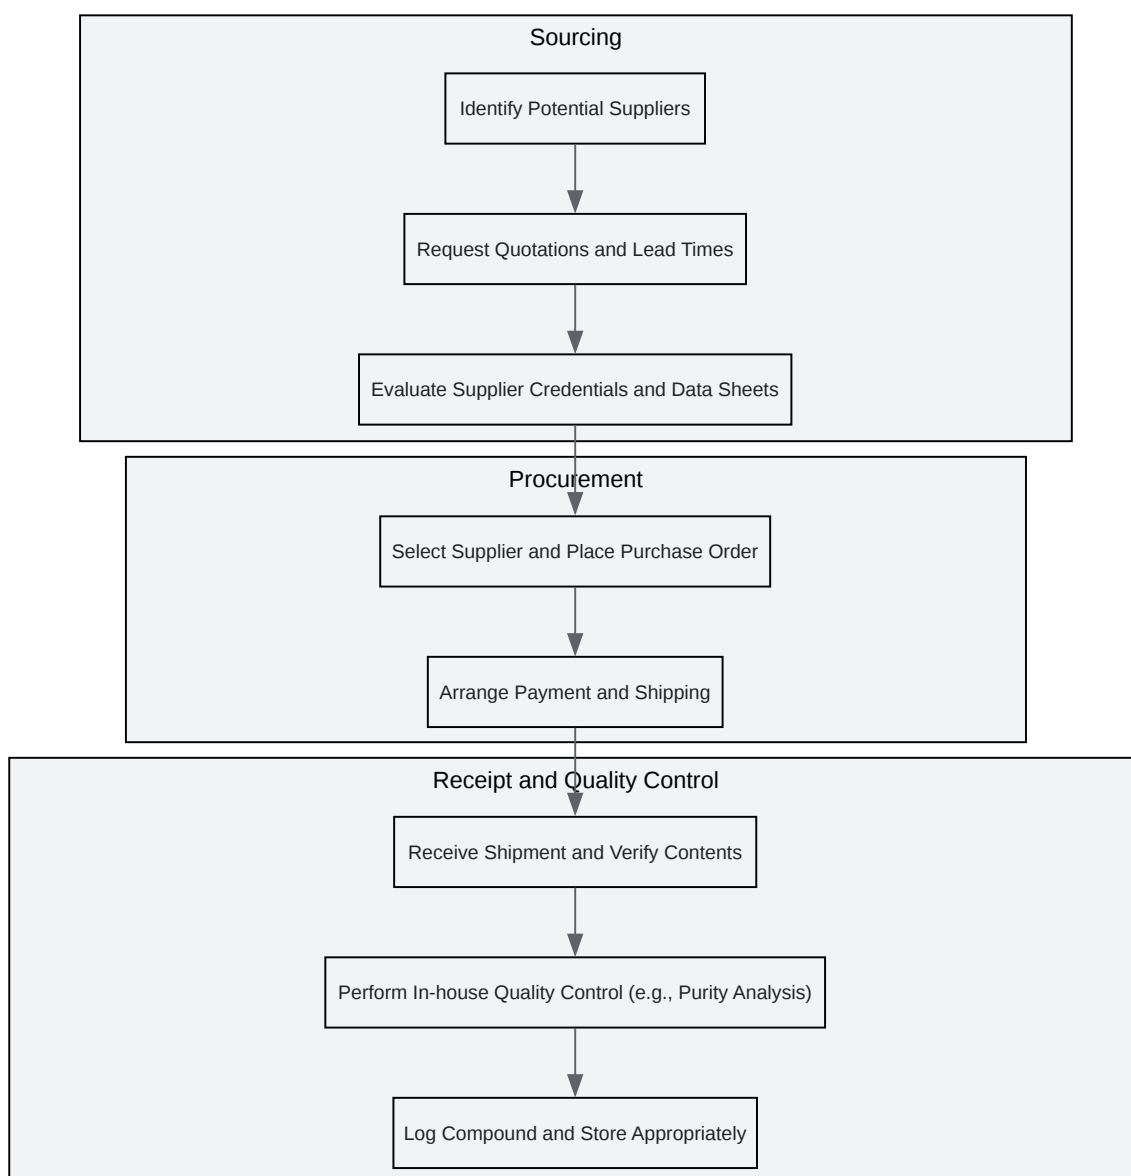 Sourcing
Identify Potential Suppliers
Request Quotations and Lead Times
Evaluate Supplier Credentials and Data Sheets
Procurement
Select Supplier and Place Purchase Order
Arrange Payment and Shipping
Receipt and Quality Control
Receive Shipment and Verify Contents
Perform In-house Quality Control (e.g., Purity Analysis)
Log Compound and Store Appropriately